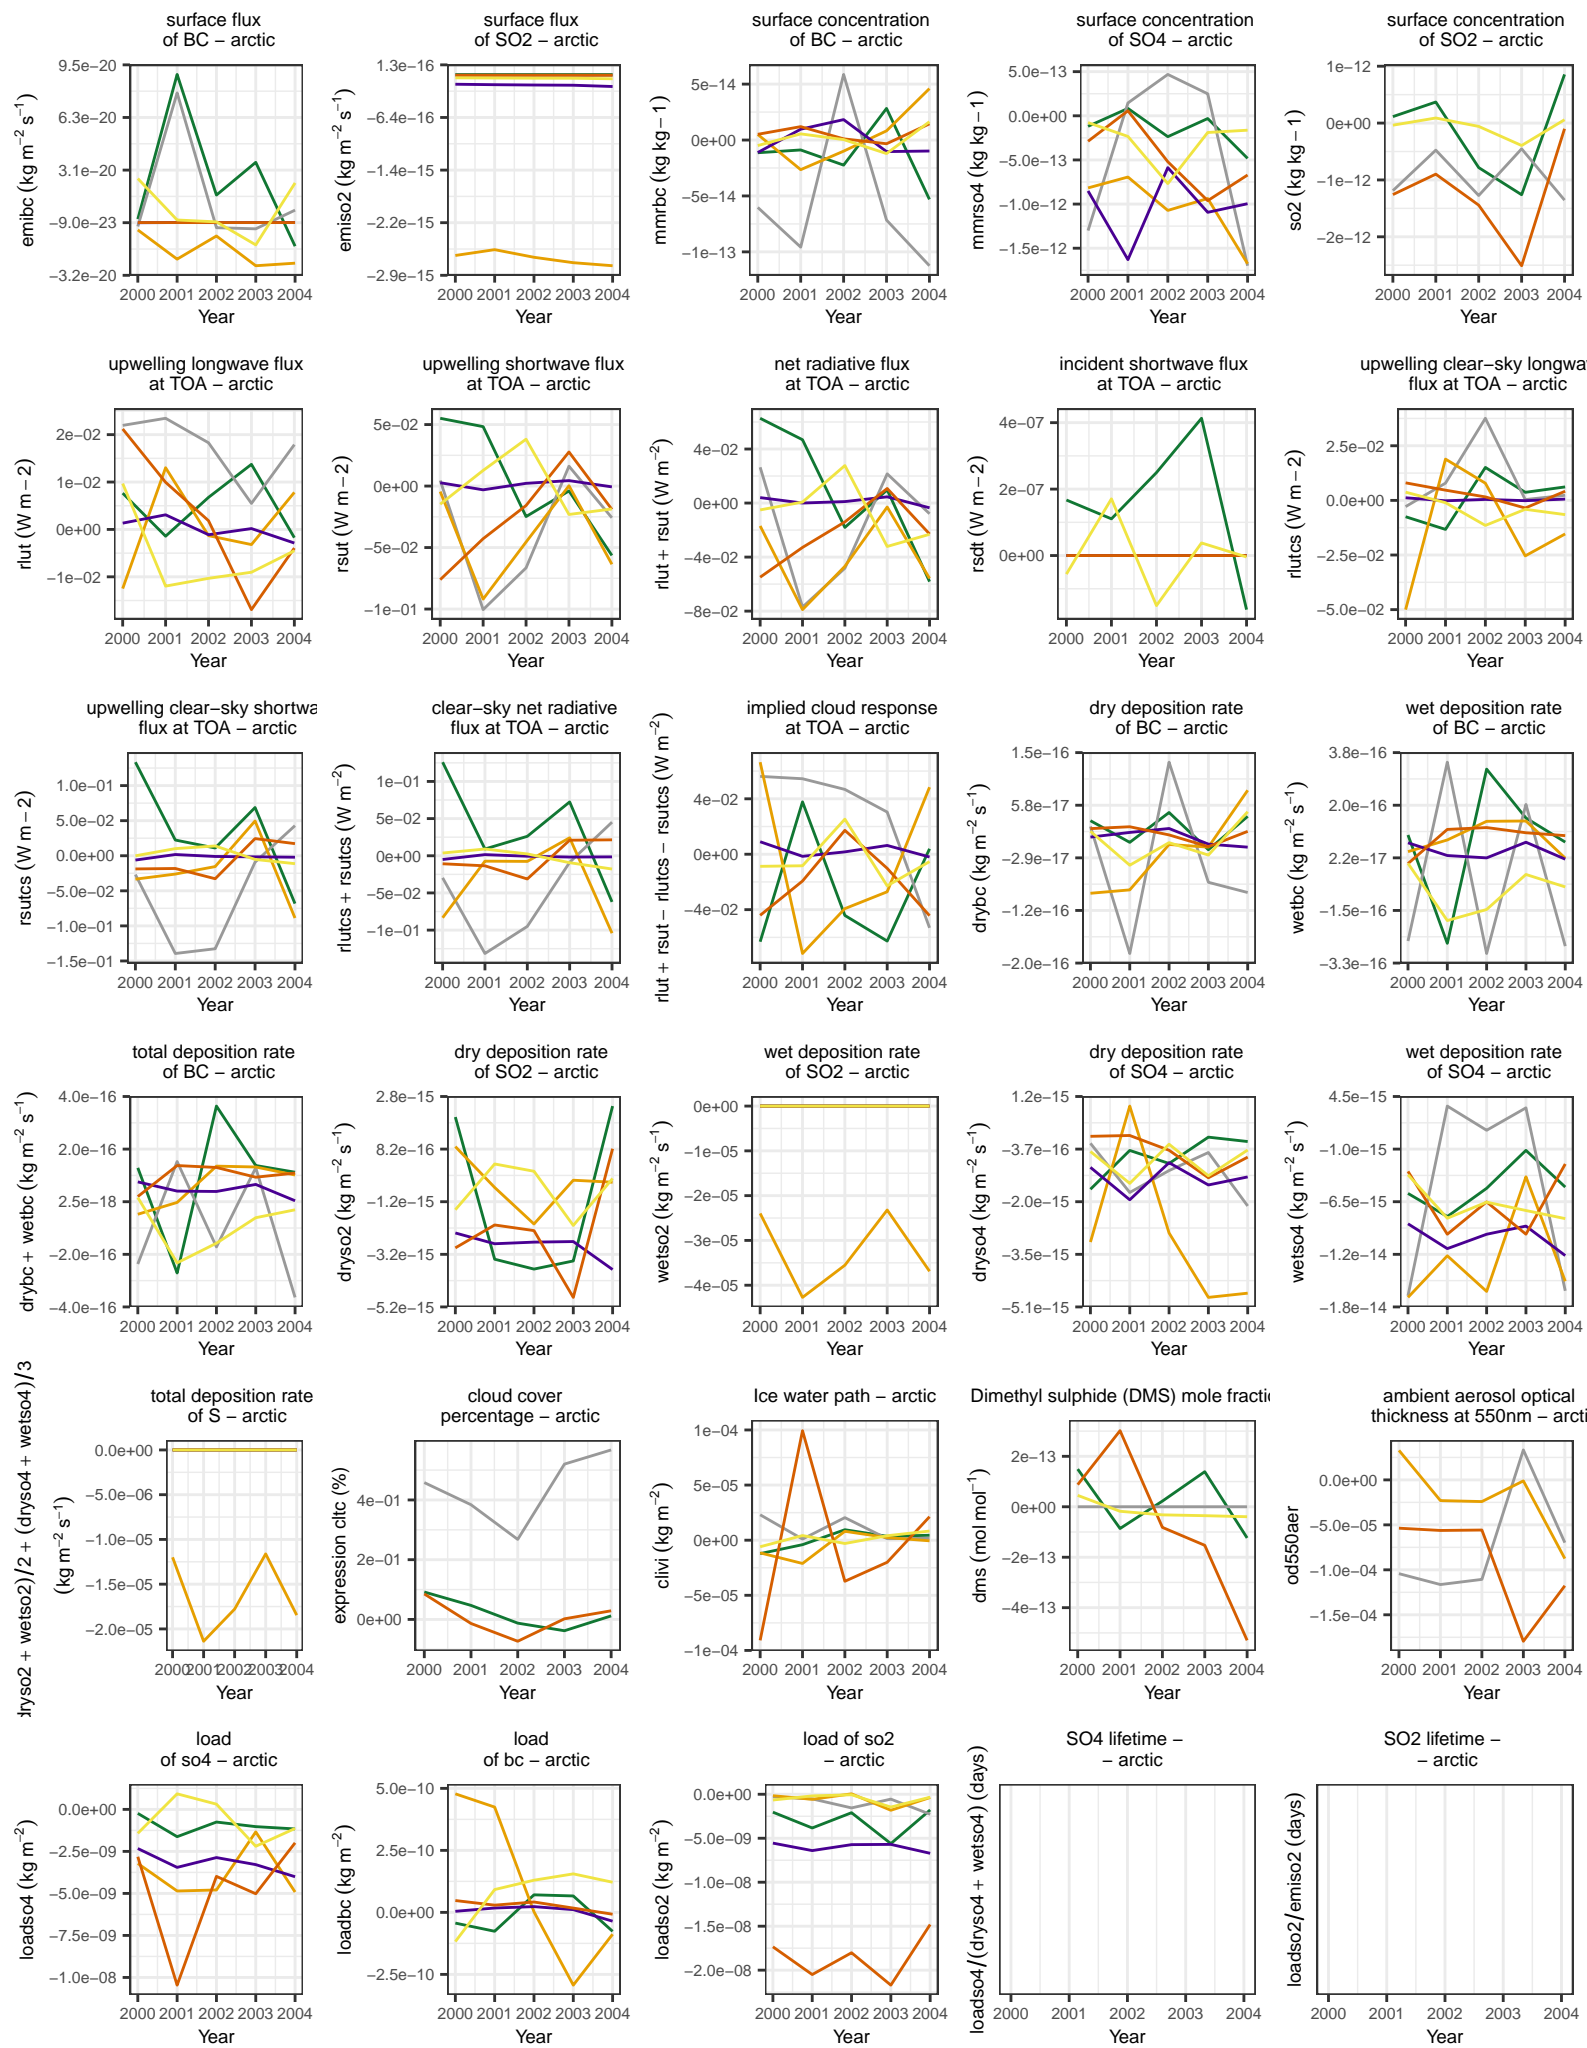 surface flux
of BC − arctic
emibc (kg m−2 s−1)
9.5e−20
6.3e−20
3.1e−20
−9.0e−23
−3.2e−20
2000 2001 2002 2003 2004
Year
surface flux
of SO2 − arctic
emiso2 (kg m−2 s−1)
1.3e−16
−6.4e−16
−1.4e−15
−2.2e−15
−2.9e−15
2000 2001 2002 2003 2004
Year
surface concentration
of BC − arctic
mmrbc (kg kg − 1)
5e−14
0e+00
−5e−14
−1e−13
2000 2001 2002 2003 2004
Year
surface concentration
of SO4 − arctic
mmrso4 (kg kg − 1)
5.0e−13
0.0e+00
−5.0e−13
−1.0e−12
−1.5e−12
2000 2001 2002 2003 2004
Year
surface concentration
of SO2 − arctic
so2 (kg kg − 1)
1e−12
0e+00
−1e−12
−2e−12
2000 2001 2002 2003 2004
Year
upwelling longwave flux
at TOA − arctic
rlut (W m − 2)
2e−02
1e−02
0e+00
−1e−02
2000 2001 2002 2003 2004
Year
upwelling shortwave flux
at TOA − arctic
rsut (W m − 2)
5e−02
0e+00
−5e−02
−1e−01
2000 2001 2002 2003 2004
Year
net radiative flux
at TOA − arctic
rlut + rsut (W m−2)
4e−02
0e+00
−4e−02
−8e−02
2000 2001 2002 2003 2004
Year
incident shortwave flux
at TOA − arctic
rsdt (W m − 2)
4e−07
2e−07
0e+00
2000 2001 2002 2003 2004
Year
upwelling clear−sky longwav
flux at TOA − arctic
rlutcs (W m − 2)
2.5e−02
0.0e+00
−2.5e−02
−5.0e−02
2000 2001 2002 2003 2004
Year
upwelling clear−sky shortwa
flux at TOA − arctic
rsutcs (W m − 2)
1.0e−01
5.0e−02
0.0e+00
−5.0e−02
−1.0e−01
−1.5e−01
2000 2001 2002 2003 2004
Year
clear−sky net radiative
flux at TOA − arctic
rlutcs + rsutcs (W m−2)
1e−01
5e−02
0e+00
−5e−02
−1e−01
2000 2001 2002 2003 2004
Year
implied cloud response
at TOA − arctic
rlut + rsut − rlutcs − rsutcs (W m−2)
4e−02
0e+00
−4e−02
2000 2001 2002 2003 2004
Year
dry deposition rate
of BC − arctic
drybc (kg m−2 s−1)
1.5e−16
5.8e−17
−2.9e−17
−1.2e−16
−2.0e−16
2000 2001 2002 2003 2004
Year
wet deposition rate
of BC − arctic
wetbc (kg m−2 s−1)
3.8e−16
2.0e−16
2.2e−17
−1.5e−16
−3.3e−16
2000 2001 2002 2003 2004
Year
total deposition rate
of BC − arctic
drybc + wetbc (kg m−2 s−1)
4.0e−16
2.0e−16
2.5e−18
−2.0e−16
−4.0e−16
2000 2001 2002 2003 2004
Year
dry deposition rate
of SO2 − arctic
dryso2 (kg m−2 s−1)
2.8e−15
8.2e−16
−1.2e−15
−3.2e−15
−5.2e−15
2000 2001 2002 2003 2004
Year
wet deposition rate
of SO2 − arctic
wetso2 (kg m−2 s−1)
0e+00
−1e−05
−2e−05
−3e−05
−4e−05
2000 2001 2002 2003 2004
Year
dry deposition rate
of SO4 − arctic
dryso4 (kg m−2 s−1)
1.2e−15
−3.7e−16
−2.0e−15
−3.5e−15
−5.1e−15
2000 2001 2002 2003 2004
Year
wet deposition rate
of SO4 − arctic
wetso4 (kg m−2 s−1)
4.5e−15
−1.0e−15
−6.5e−15
−1.2e−14
−1.8e−14
2000 2001 2002 2003 2004
Year
total deposition rate
of S − arctic
dryso2 + wetso2)/2 + (dryso4 + wetso4)/3
(kg m−2 s−1)
0.0e+00
−5.0e−06
−1.0e−05
−1.5e−05
−2.0e−05
2000 2001 2002 2003 2004
Year
cloud cover
percentage − arctic
expression cltc (%)
4e−01
2e−01
0e+00
2000 2001 2002 2003 2004
Year
Ice water path − arctic
clivi (kg m−2)
1e−04
5e−05
0e+00
−5e−05
−1e−04
2000 2001 2002 2003 2004
Year
Dimethyl sulphide (DMS) mole fractic
dms (mol mol−1)
2e−13
0e+00
−2e−13
−4e−13
2000 2001 2002 2003 2004
Year
ambient aerosol optical
thickness at 550nm − arcti
od550aer
0.0e+00
−5.0e−05
−1.0e−04
−1.5e−04
2000 2001 2002 2003 2004
Year
load
of so4 − arctic
loadso4 (kg m−2)
0.0e+00
−2.5e−09
−5.0e−09
−7.5e−09
−1.0e−08
2000 2001 2002 2003 2004
Year
load
of bc − arctic
loadbc (kg m−2)
5.0e−10
2.5e−10
0.0e+00
−2.5e−10
2000 2001 2002 2003 2004
Year
load of so2
− arctic
loadso2 (kg m−2)
0.0e+00
−5.0e−09
−1.0e−08
−1.5e−08
−2.0e−08
2000 2001 2002 2003 2004
Year
SO4 lifetime −
− arctic
loadso4/(dryso4 + wetso4) (days)
2000 2001 2002 2003 2004
Year
SO2 lifetime −
− arctic
loadso2/emiso2 (days)
2000 2001 2002 2003 2004
Year